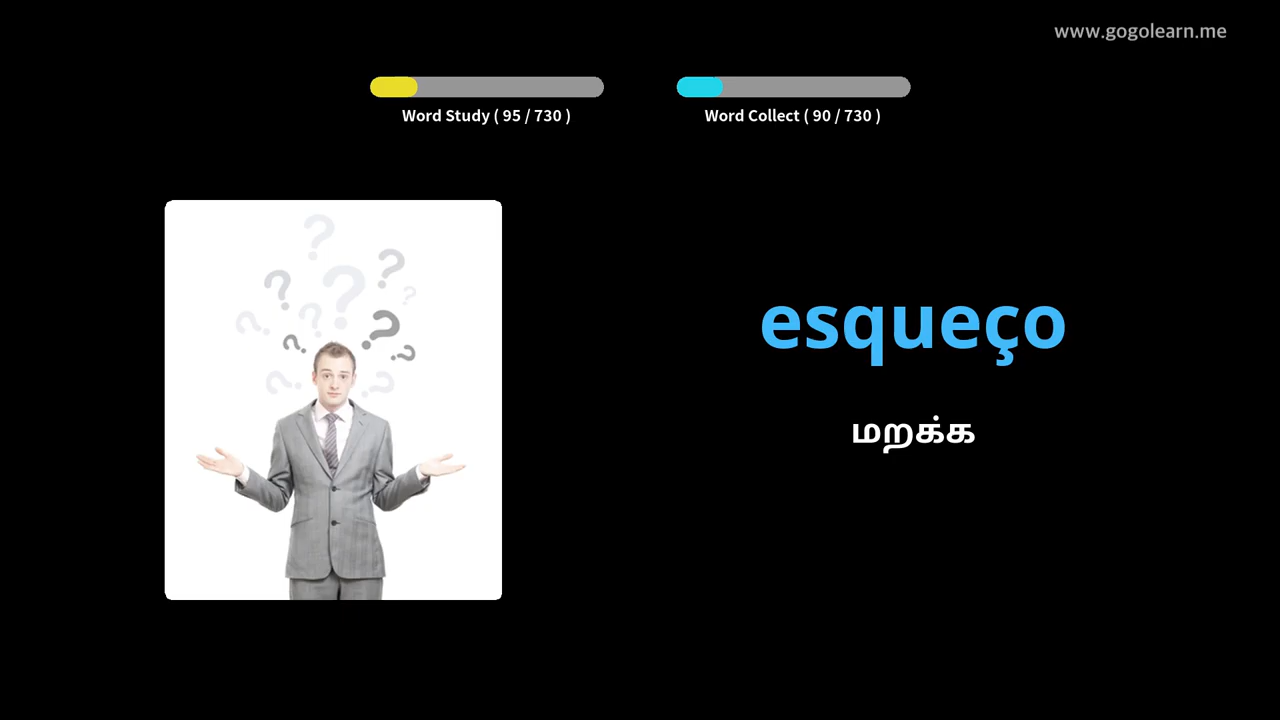 www.gogolearn.me
Word Study ( 95 / 730 )
Word Collect ( 90 / 730 )
esqueço
மறக்க